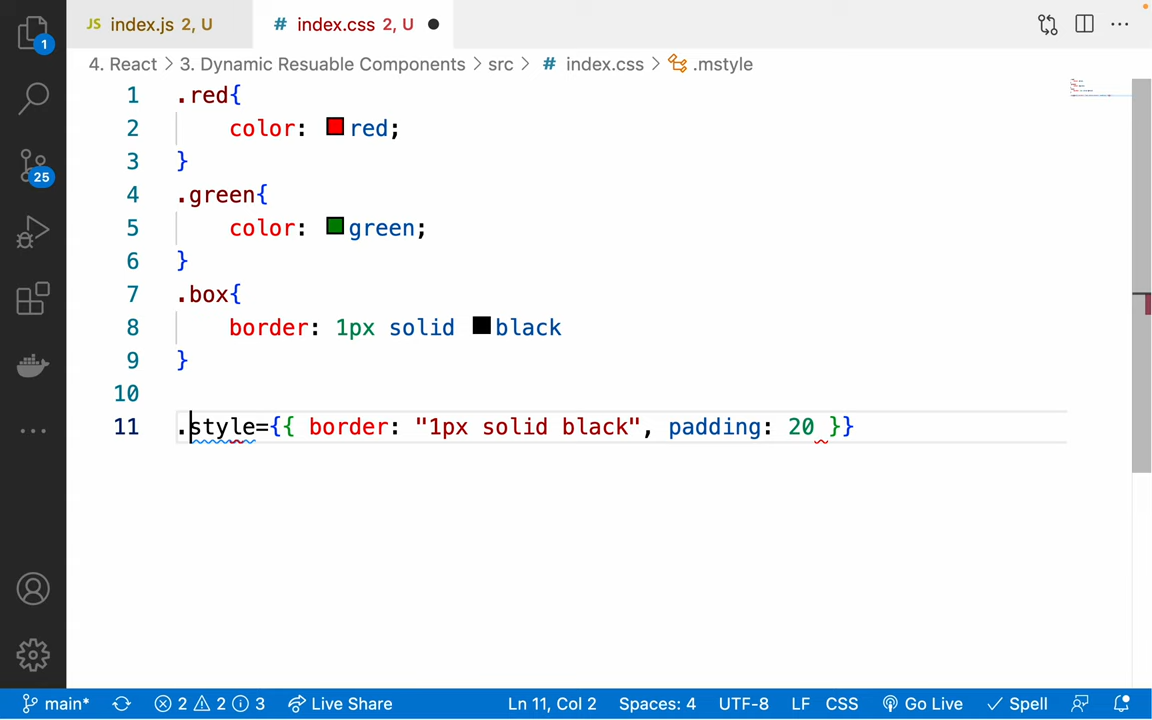 JS index.js 2, U # index.css 2, U
4. React > 3. Dynamic Resuable Components > src > # index.css > .mstyle
1
1 .red{
2 color: red;
3 }
4 .green{
25
5 color: green;
6 }
7 .box{
8 border: 1px solid black
9 }
10
11 .style={{ border: "1px solid black", padding: 20 }}
main* 2 2 3 Live Share Ln 11, Col 2 Spaces: 4 UTF-8 LF CSS Go Live Spell